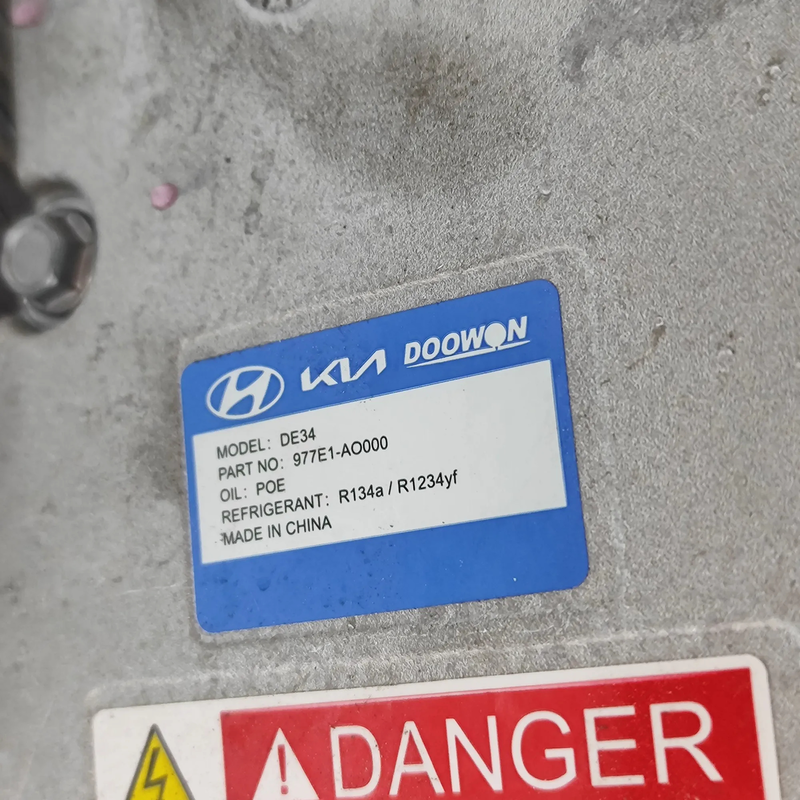 KIA DOOWON
MODEL: DE34
PART NO: 977E1-AO000
OIL: POE
REFRIGERANT: R134a / R1234yf
MADE IN CHINA
DANGER